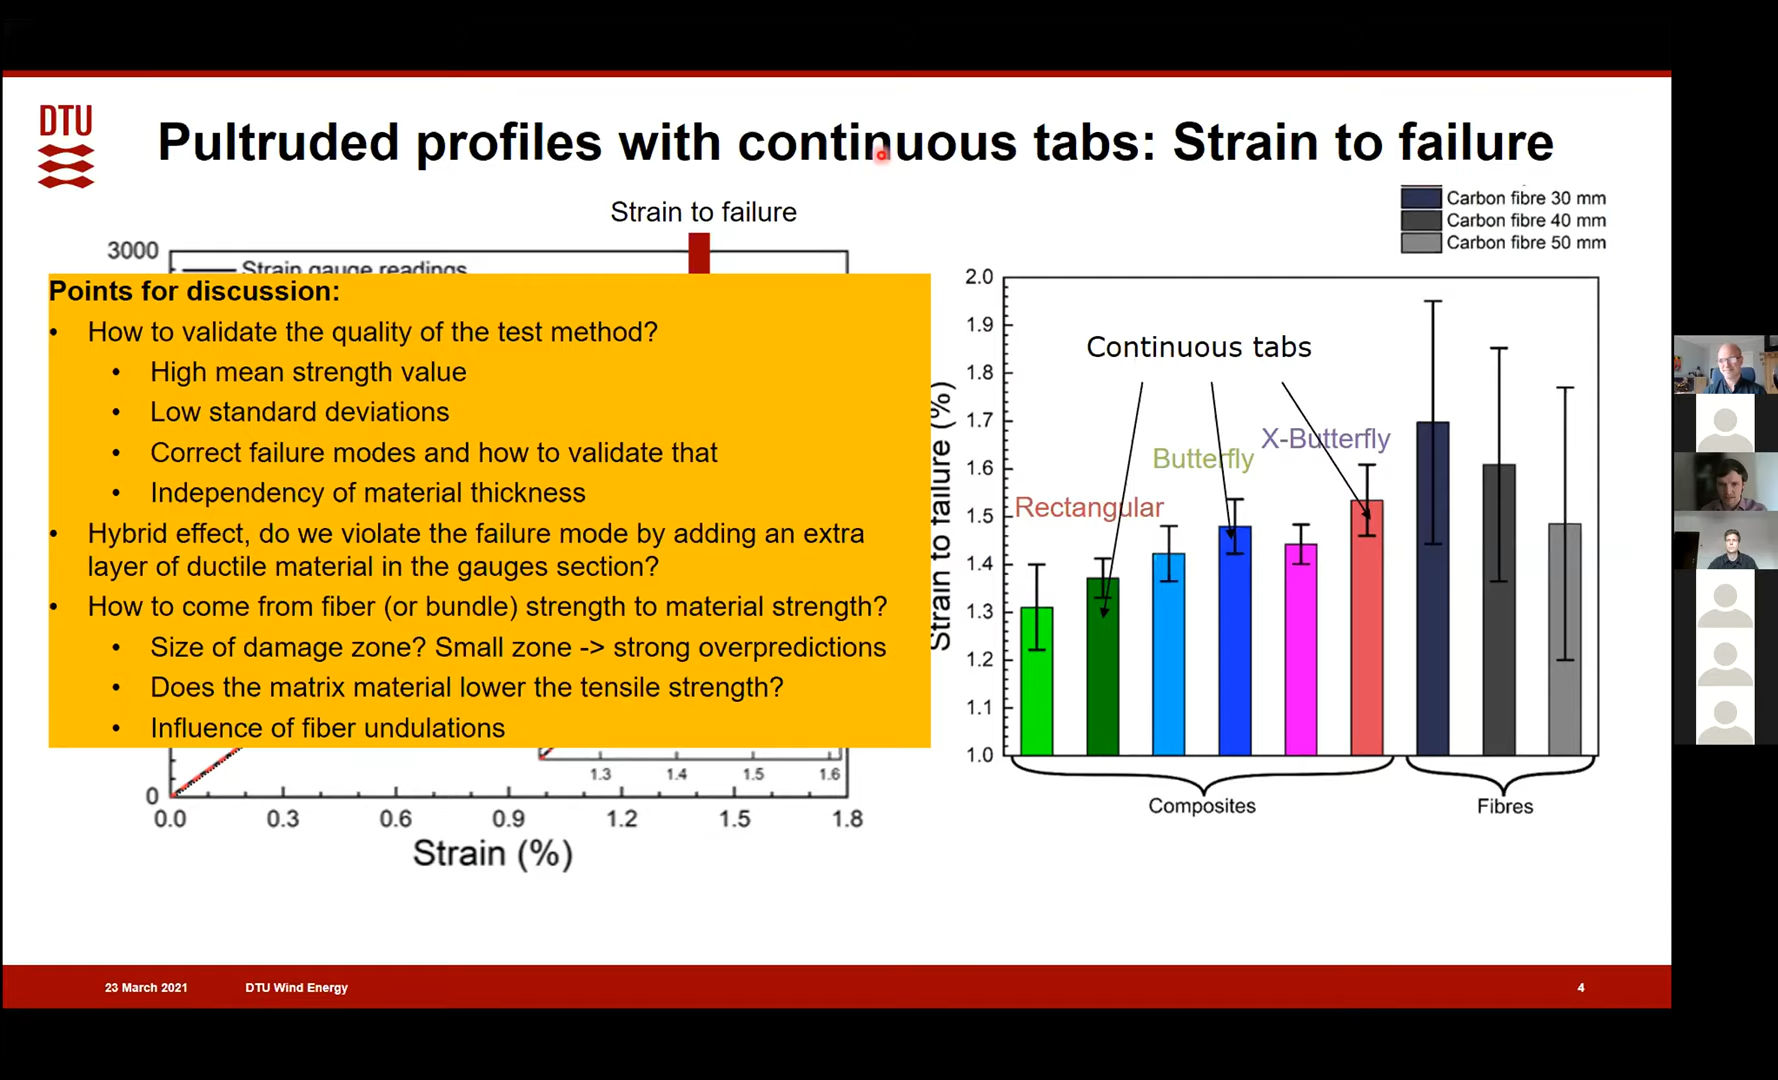 DTU
Pultruded profiles with continuous tabs: Strain to failure
Strain to failure
3000
Strain gauge readings
Points for discussion:
• How to validate the quality of the test method?
• High mean strength value
• Low standard deviations
• Correct failure modes and how to validate that
• Independency of material thickness
• Hybrid effect, do we violate the failure mode by adding an extra
layer of ductile material in the gauges section?
• How to come from fiber (or bundle) strength to material strength?
• Size of damage zone? Small zone -> strong overpredictions
• Does the matrix material lower the tensile strength?
• Influence of fiber undulations
1.3 1.4 1.5 1.6
0
0.0 0.3 0.6 0.9 1.2 1.5 1.8
Strain (%)
Carbon fibre 30 mm
Carbon fibre 40 mm
Carbon fibre 50 mm
Strain to failure (%)
2.0
1.9
1.8
1.7
1.6
1.5
1.4
1.3
1.2
1.1
1.0
Continuous tabs
X-Butterfly
Butterfly
Rectangular
Composites
Fibres
23 March 2021
DTU Wind Energy
4